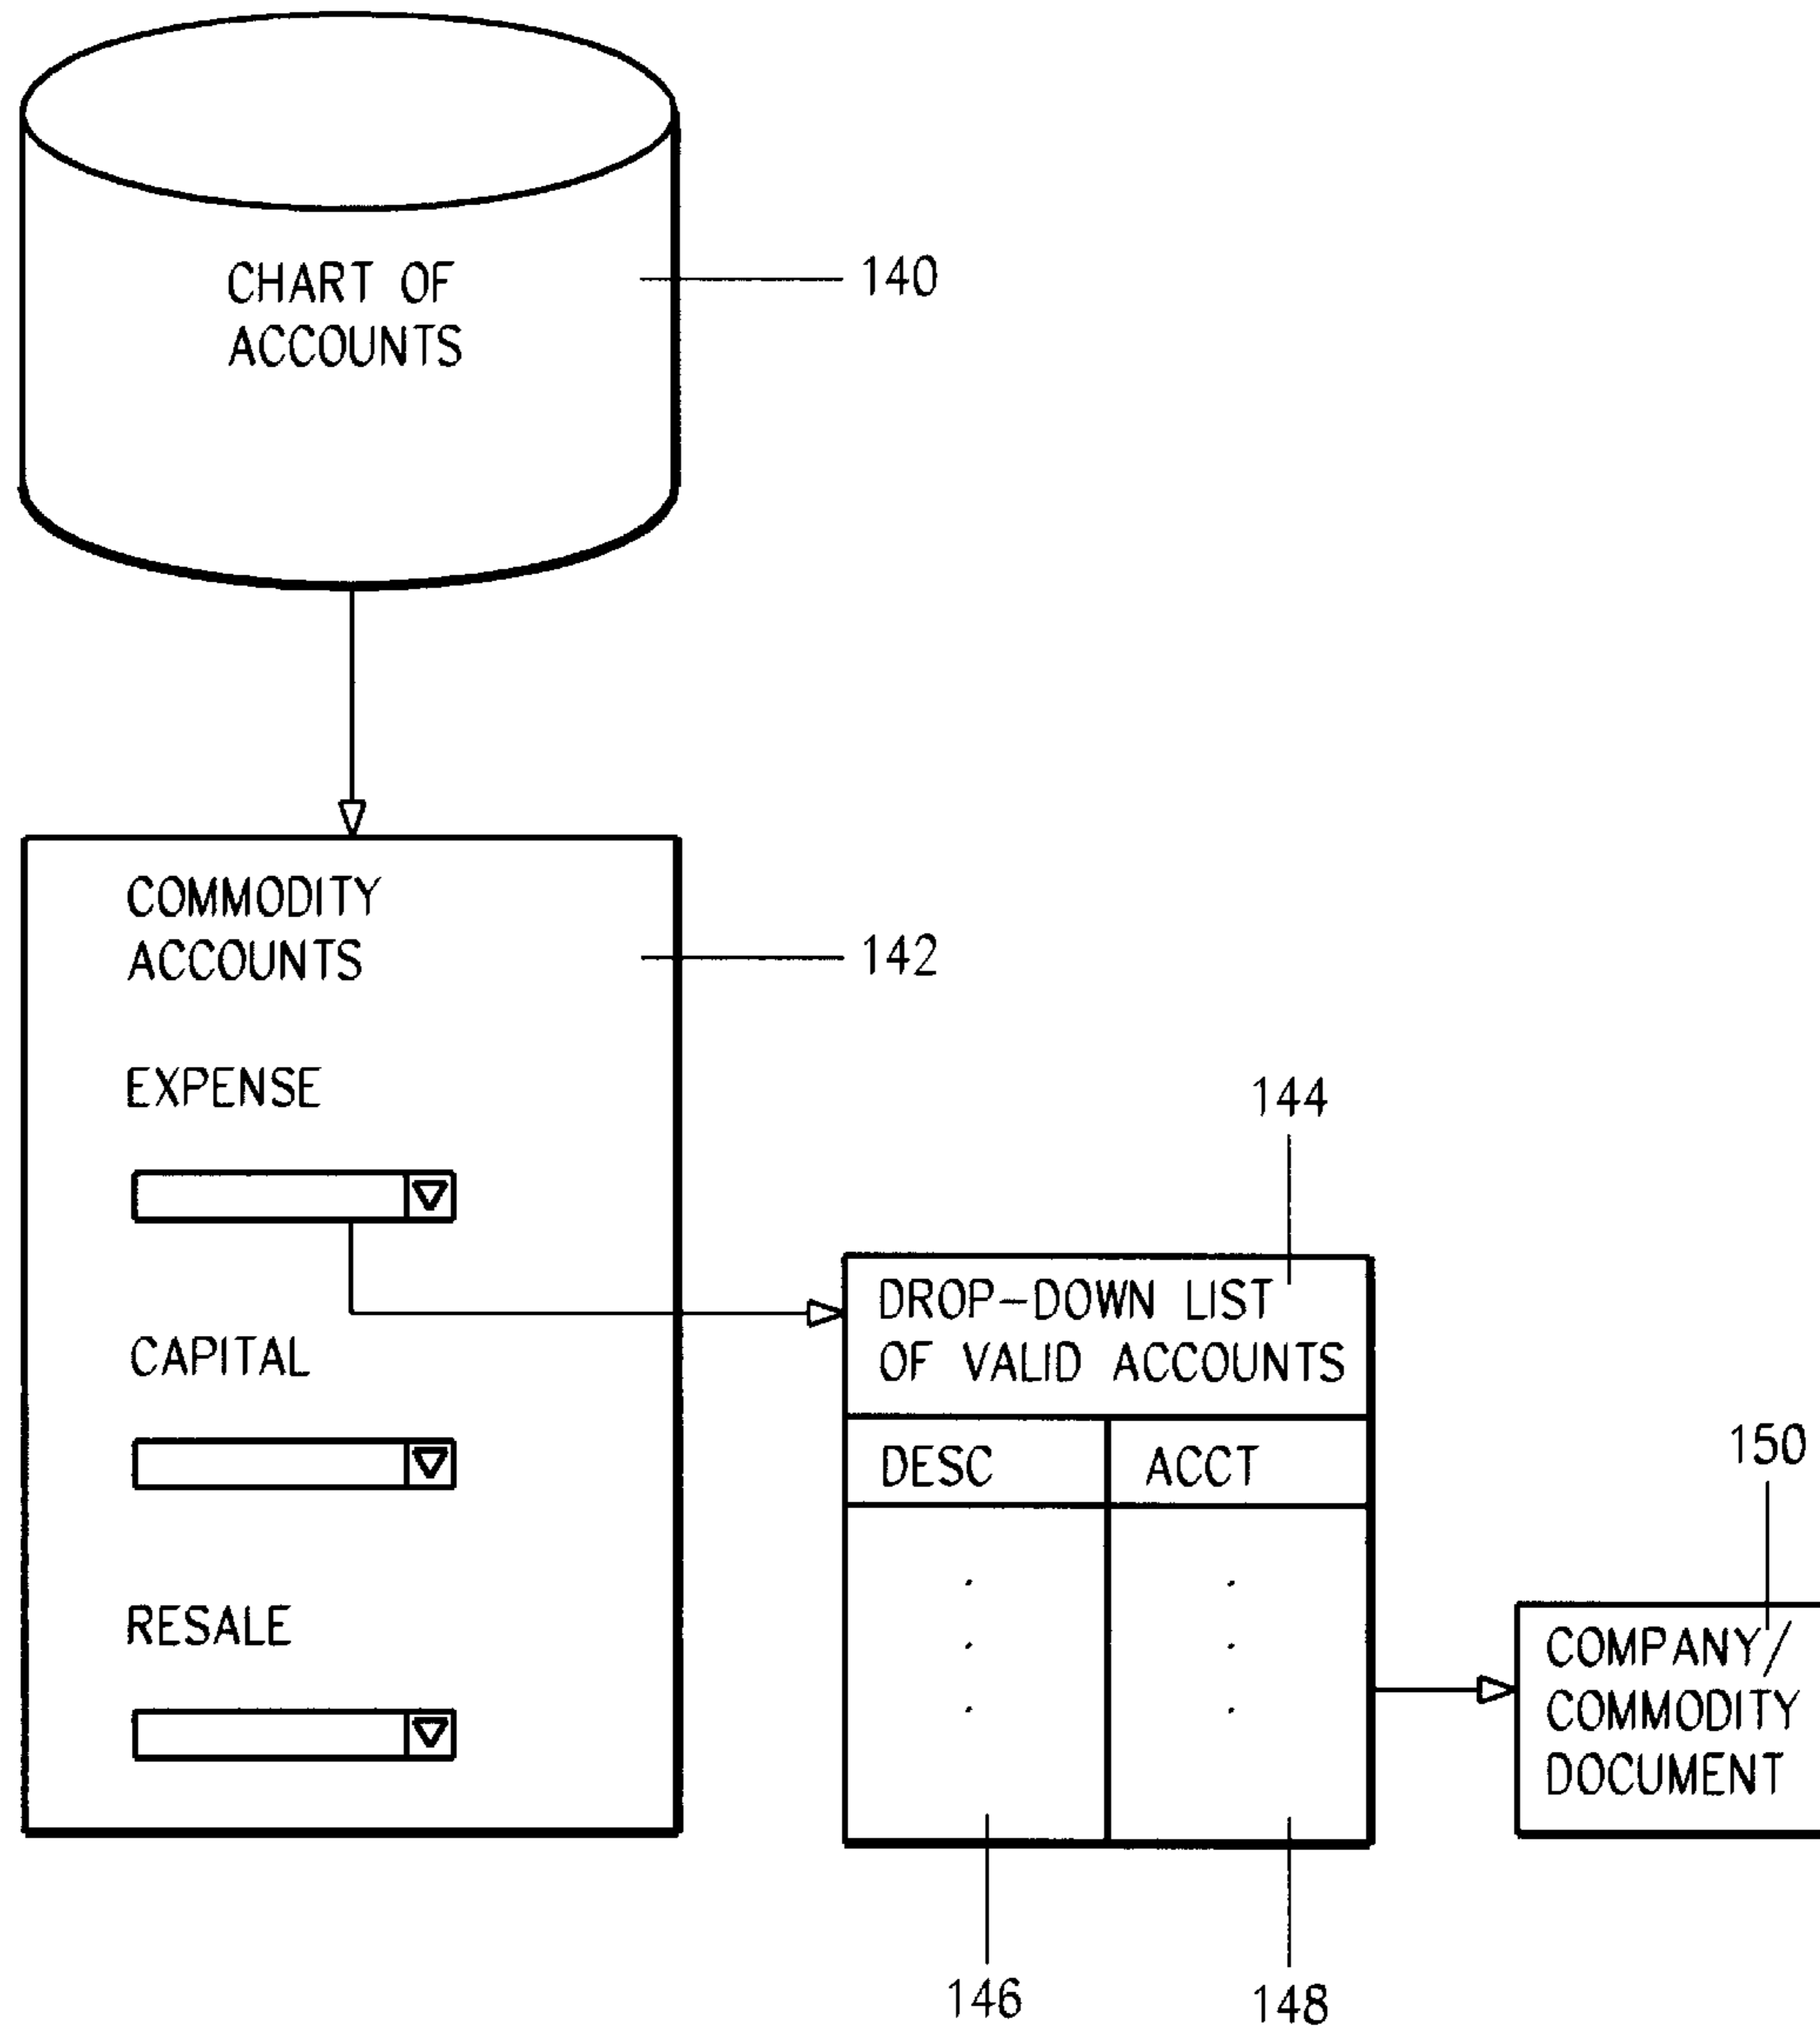 CHART OF
ACCOUNTS
140
COMMODITY
ACCOUNTS
142
EXPENSE
CAPITAL
RESALE
144
DROP-DOWN LIST
OF VALID ACCOUNTS
DESC
ACCT
146
148
150
COMPANY/
COMMODITY
DOCUMENT